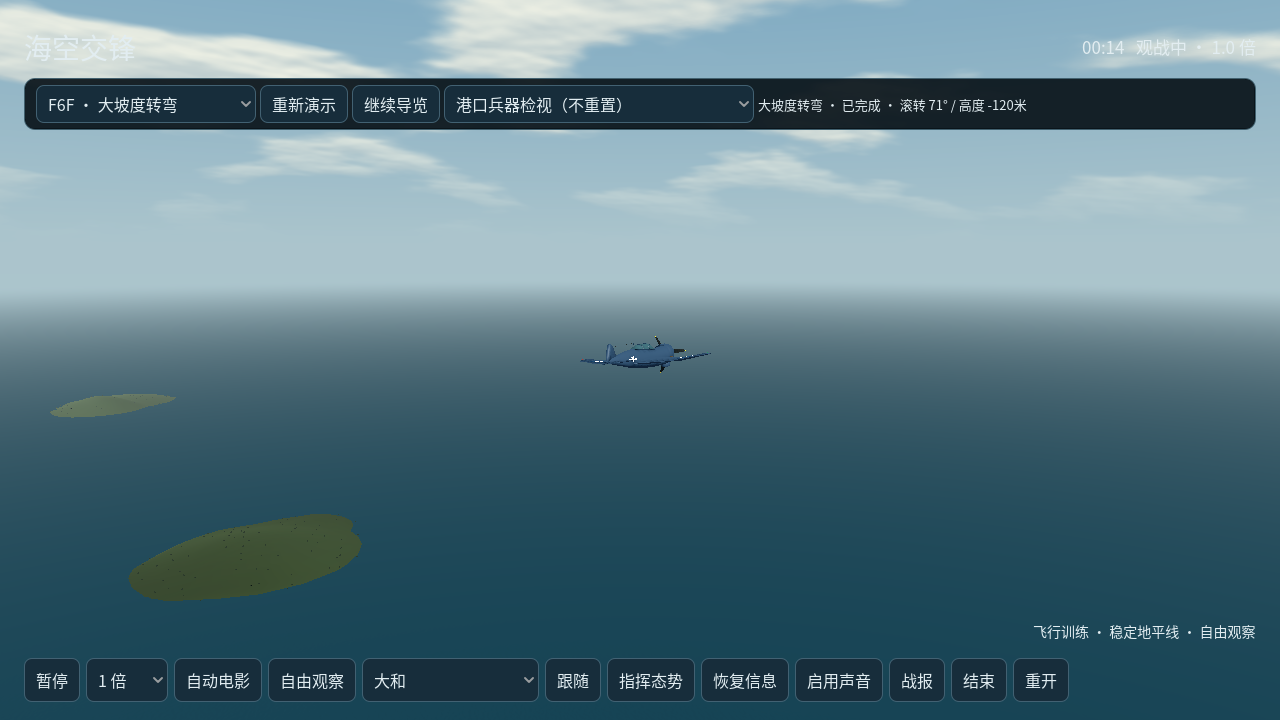 海空交锋
00:14 观战中 · 1.0 倍
F6F · 大坡度转弯 重新演示 继续导览 港口兵器检视（不重置） 大坡度转弯 · 已完成 · 滚转 71° / 高度 -120米
飞行训练 · 稳定地平线 · 自由观察
暂停 1 倍 自动电影 自由观察 大和 跟随 指挥态势 恢复信息 启用声音 战报 结束 重开